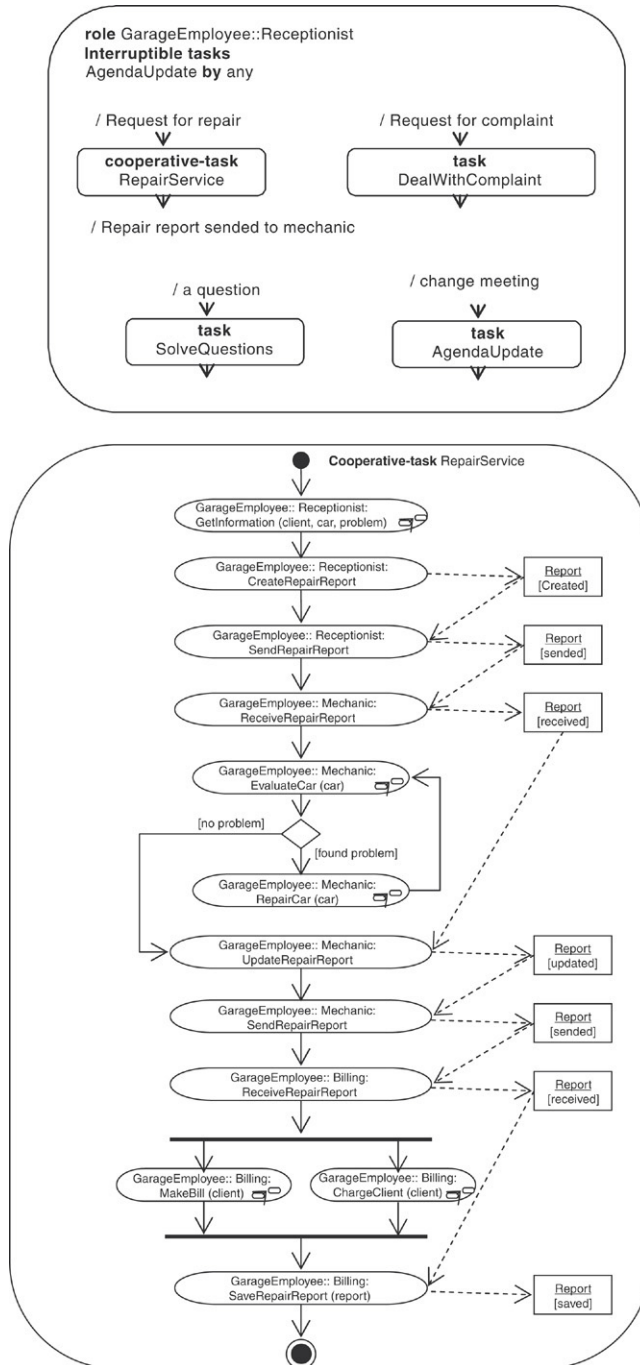 role GarageEmployee::Receptionist
Interruptible tasks
AgendaUpdate by any
/ Request for repair
/ Request for complaint
cooperative-task
RepairService
task
DealWithComplaint
/ Repair report sended to mechanic
/ a question
/ change meeting
task
SolveQuestions
task
AgendaUpdate
Cooperative-task RepairService
GarageEmployee:: Receptionist:
GetInformation (client, car, problem)
GarageEmployee:: Receptionist:
CreateRepairReport
Report
[Created]
GarageEmployee:: Receptionist:
SendRepairReport
Report
[sended]
GarageEmployee:: Mechanic:
ReceiveRepairReport
Report
[received]
GarageEmployee:: Mechanic:
EvaluateCar (car)
[no problem]
[found problem]
GarageEmployee:: Mechanic:
RepairCar (car)
GarageEmployee:: Mechanic:
UpdateRepairReport
Report
[updated]
GarageEmployee:: Mechanic:
SendRepairReport
Report
[sended]
GarageEmployee:: Billing:
ReceiveRepairReport
Report
[received]
GarageEmployee:: Billing:
MakeBill (client)
GarageEmployee:: Billing:
ChargeClient (client)
GarageEmployee:: Billing:
SaveRepairReport (report)
Report
[saved]